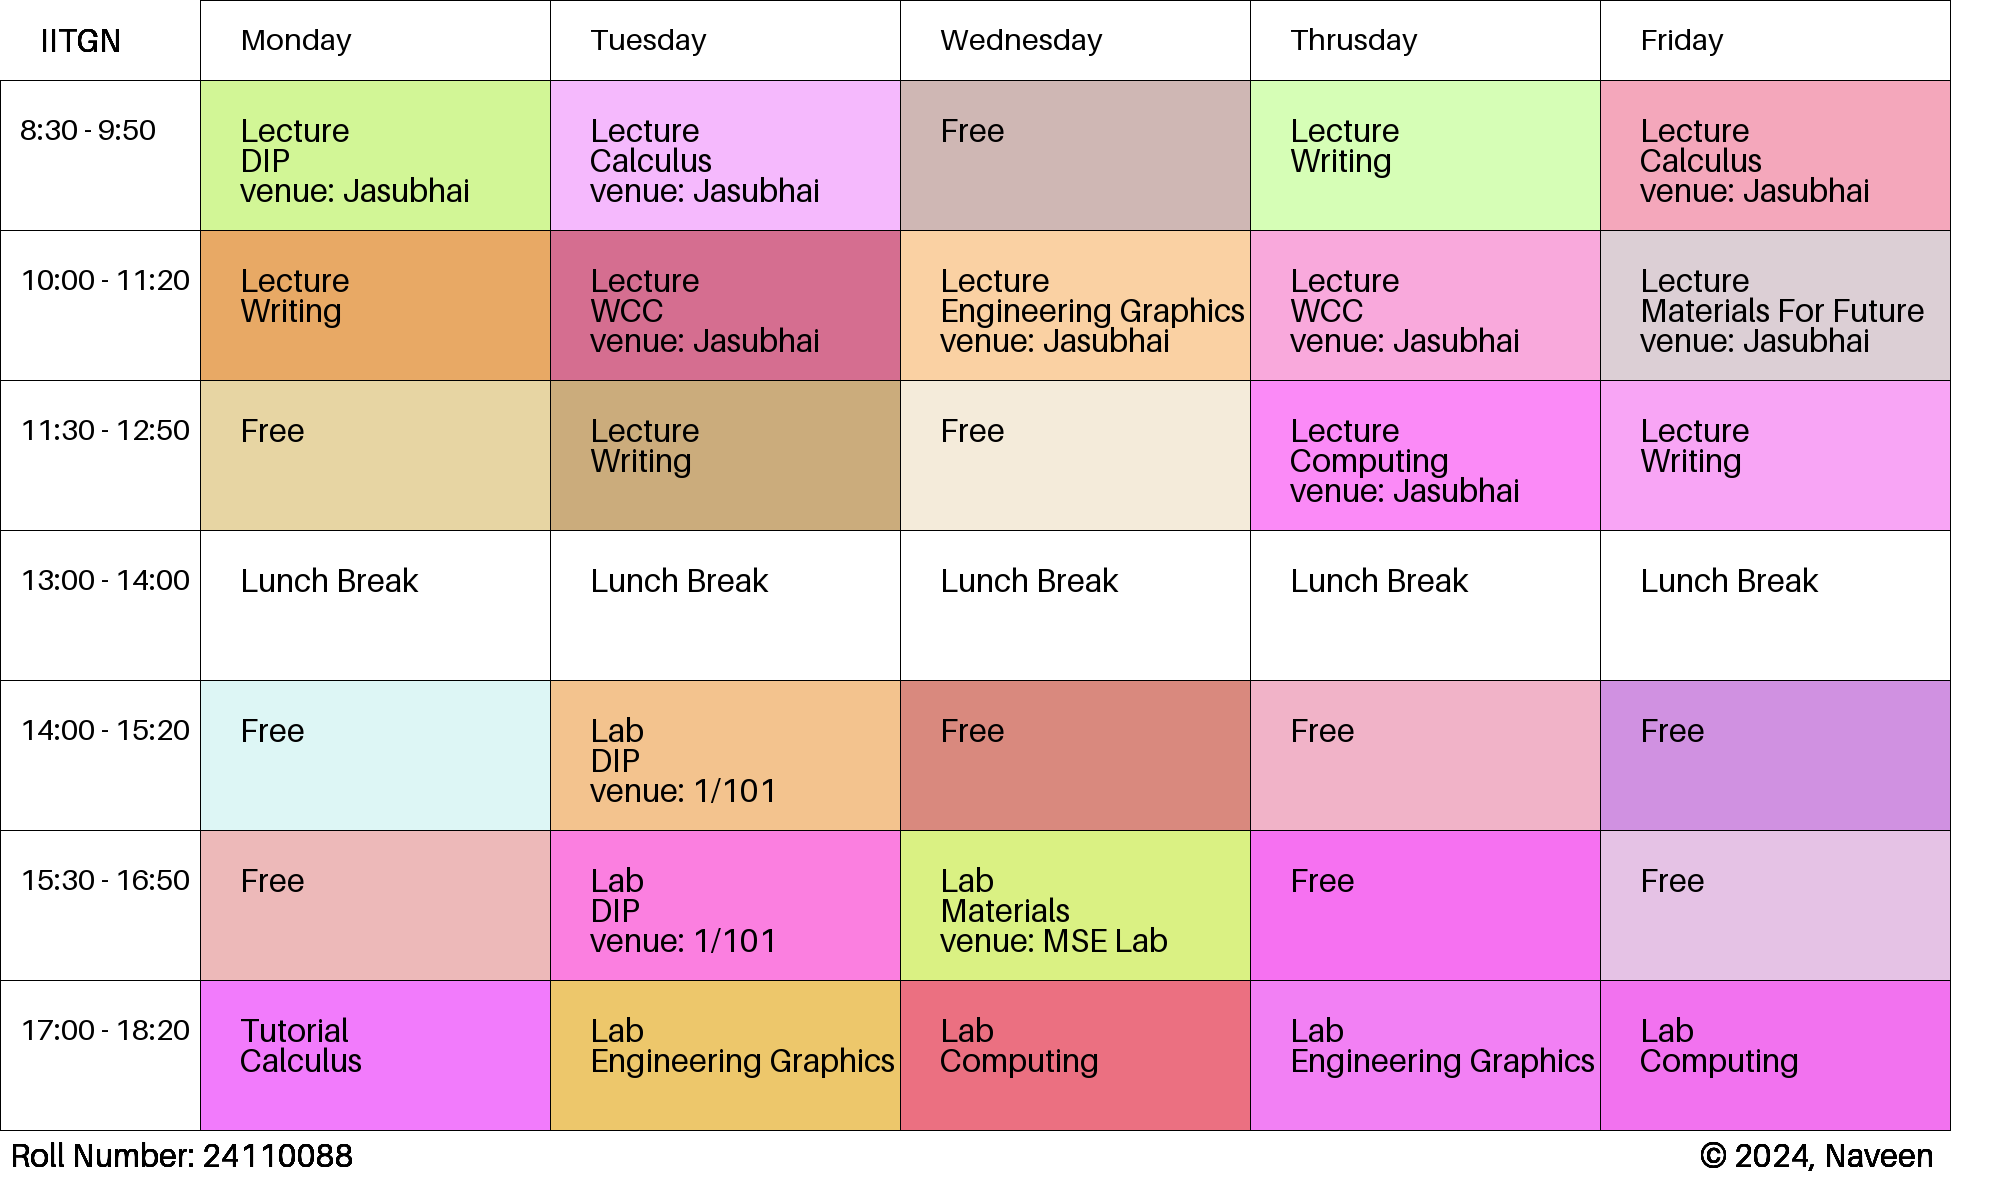 IITGN Monday Tuesday Wednesday Thrusday Friday
8:30 - 9:50
Lecture
DIP
venue: Jasubhai
Lecture
Calculus
venue: Jasubhai
Free
Lecture
Writing
Lecture
Calculus
venue: Jasubhai
10:00 - 11:20
Lecture
Writing
Lecture
WCC
venue: Jasubhai
Lecture
Engineering Graphics
venue: Jasubhai
Lecture
WCC
venue: Jasubhai
Lecture
Materials For Future
venue: Jasubhai
11:30 - 12:50
Free
Lecture
Writing
Free
Lecture
Computing
venue: Jasubhai
Lecture
Writing
13:00 - 14:00
Lunch Break
Lunch Break
Lunch Break
Lunch Break
Lunch Break
14:00 - 15:20
Free
Lab
DIP
venue: 1/101
Free
Free
Free
15:30 - 16:50
Free
Lab
DIP
venue: 1/101
Lab
Materials
venue: MSE Lab
Free
Free
17:00 - 18:20
Tutorial
Calculus
Lab
Engineering Graphics
Lab
Computing
Lab
Engineering Graphics
Lab
Computing
Roll Number: 24110088
© 2024, Naveen